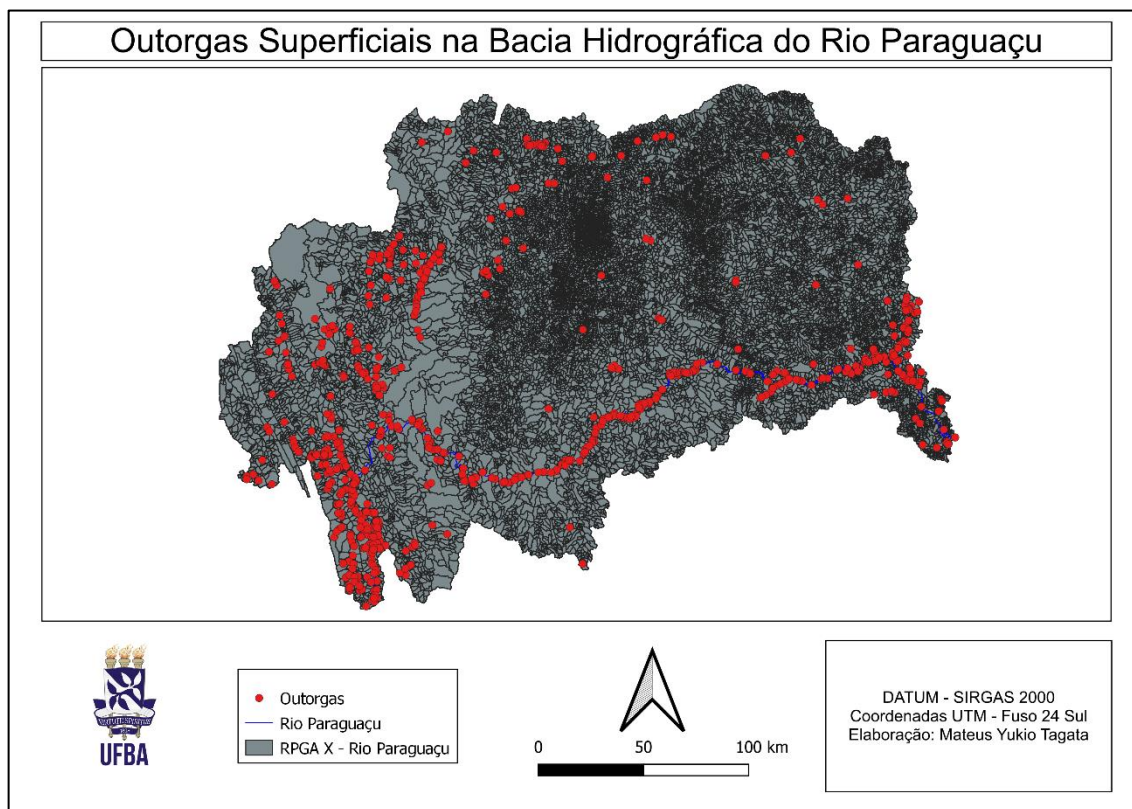 Outorgas Superficiais na Bacia Hidrográfica do Rio Paraguaçu
UFBA
Outorgas
Rio Paraguaçu
RPGA X - Rio Paraguaçu
0 50 100 km
DATUM - SIRGAS 2000
Coordenadas UTM - Fuso 24 Sul
Elaboração: Mateus Yukio Tagata